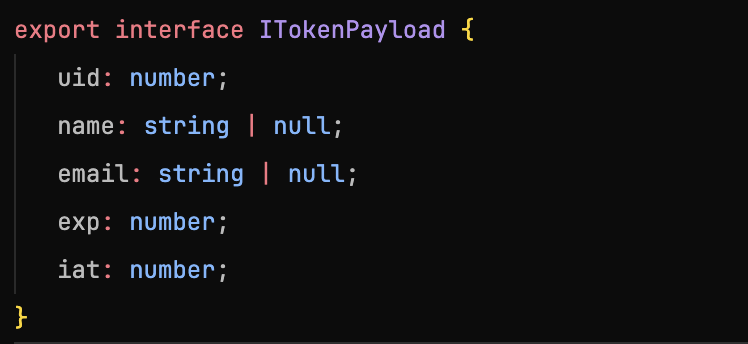 export interface ITokenPayload {
uid: number;
name: string | null;
email: string | null;
exp: number;
iat: number;
}